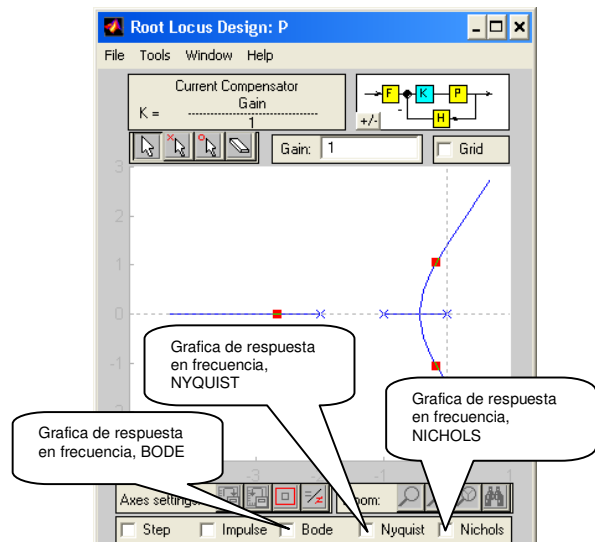 Root Locus Design: P
File Tools Window Help
Current Compensator
K = Gain
1
F K P
+/- - H
Gain: 1
Grid
3
2
1
0
-1
Grafica de respuesta
en frecuencia,
NYQUIST
Grafica de respuesta
en frecuencia,
NICHOLS
Grafica de respuesta
en frecuencia, BODE
-3 -1 1
Axes settings:
Step Impulse Bode Nyquist Nichols